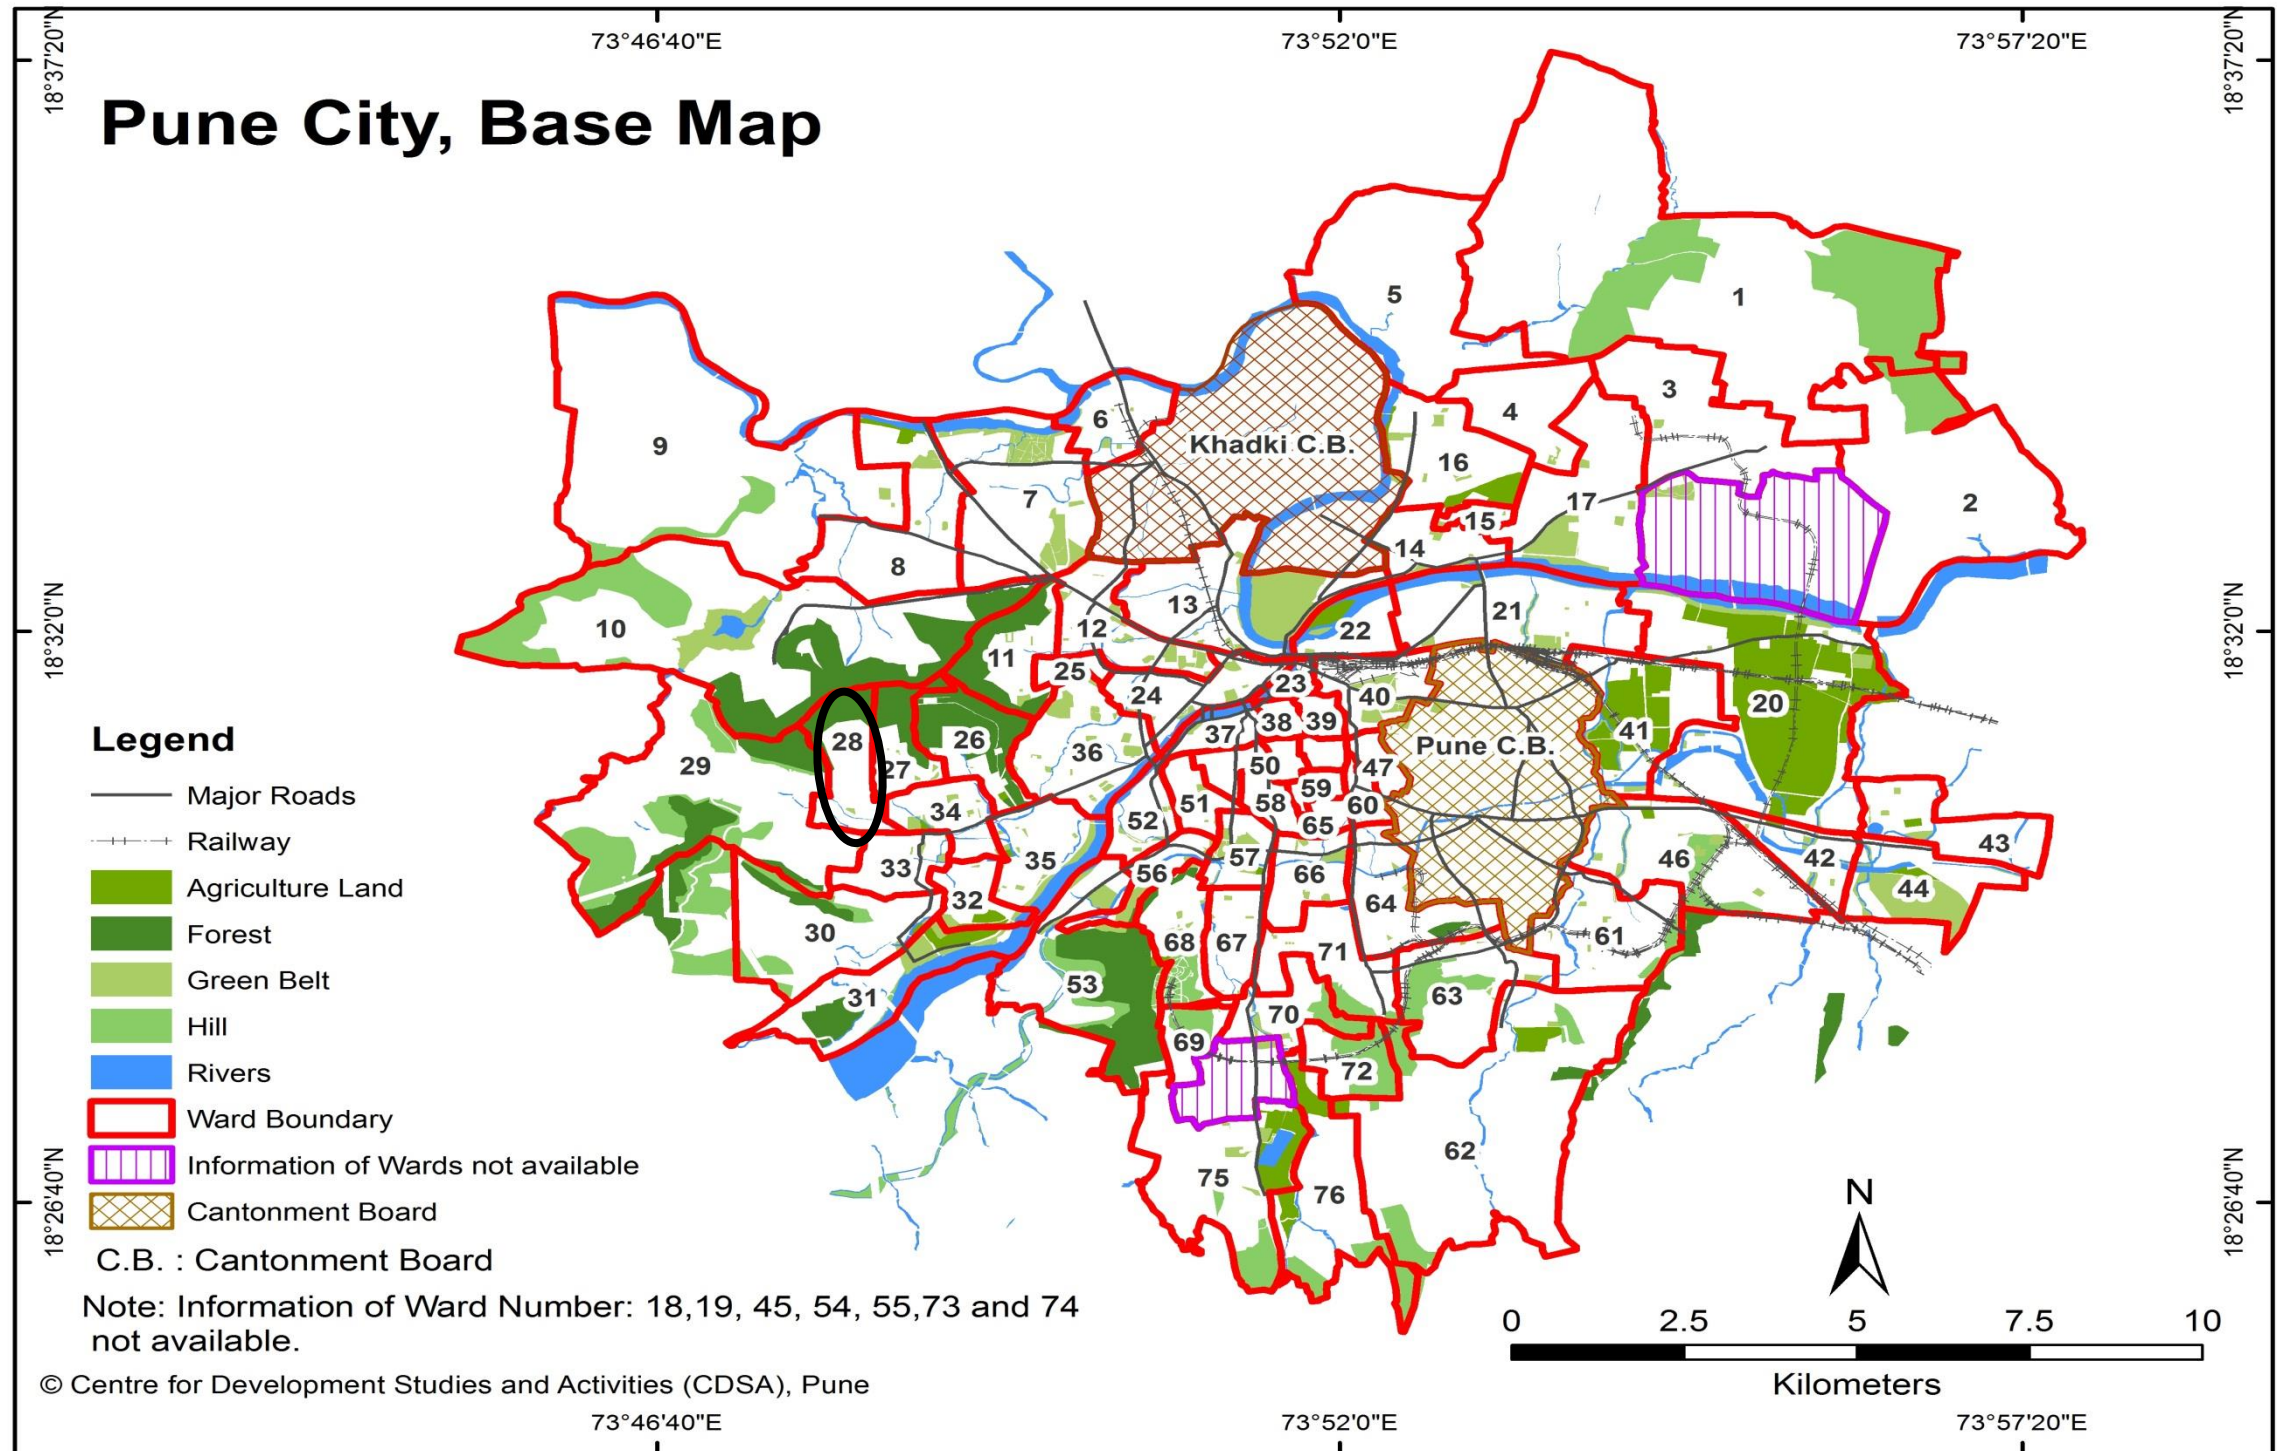 73°46'40"E
73°52'0"E
73°57'20"E
18°37'20"N
18°37'20"N
Pune City, Base Map
5
1
3
4
6
9
Khadki C.B.
16
7
17
2
15
14
8
13
21
10
12
22
11
25
23
24
40
20
38
39
37
41
28
26
36
Pune C.B.
29
27
50
47
59
51
58
60
34
52
65
43
57
46
42
35
33
56
66
44
32
64
30
68
67
61
71
53
31
63
70
69
72
62
75
76
18°32'0"N
18°32'0"N
Legend
Major Roads
Railway
Agriculture Land
Forest
Green Belt
Hill
Rivers
Ward Boundary
Information of Wards not available
Cantonment Board
C.B. : Cantonment Board
Note: Information of Ward Number: 18,19, 45, 54, 55,73 and 74
not available.
© Centre for Development Studies and Activities (CDSA), Pune
18°26'40"N
18°26'40"N
N
0 2.5 5 7.5 10
Kilometers
73°46'40"E
73°52'0"E
73°57'20"E